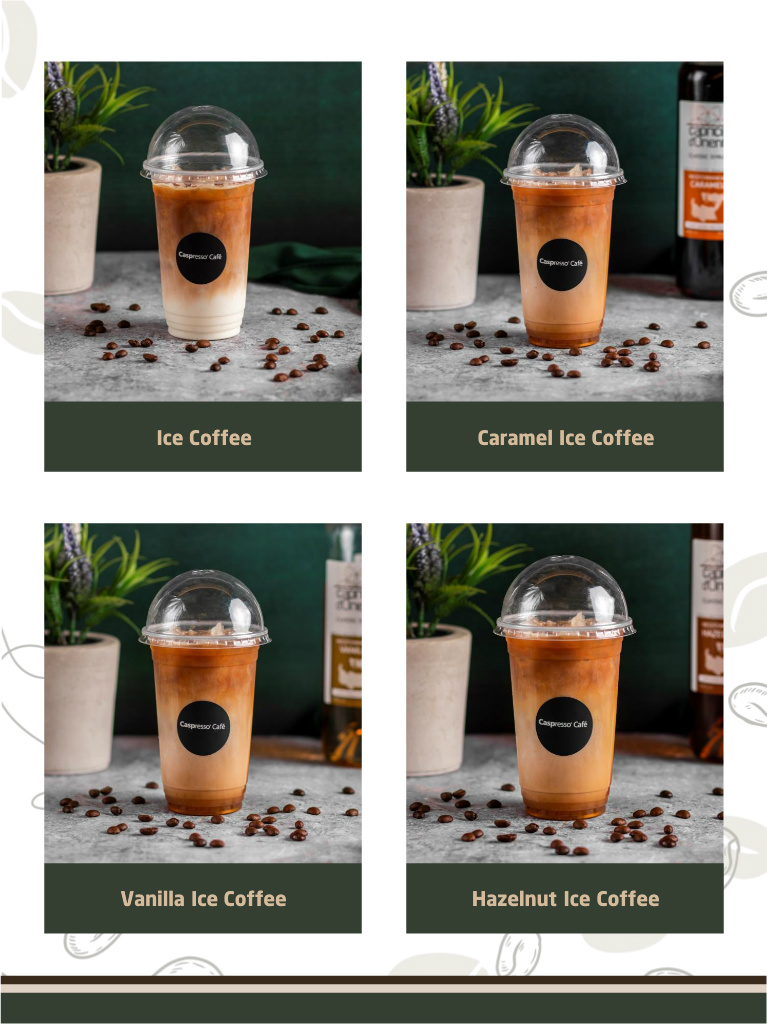 Caspresso' Café
Ice Coffee
Caspresso' Café
CARAMEL
Caramel Ice Coffee
Caspresso' Café
Vanilla Ice Coffee
Caspresso' Café
Hazelnut Ice Coffee